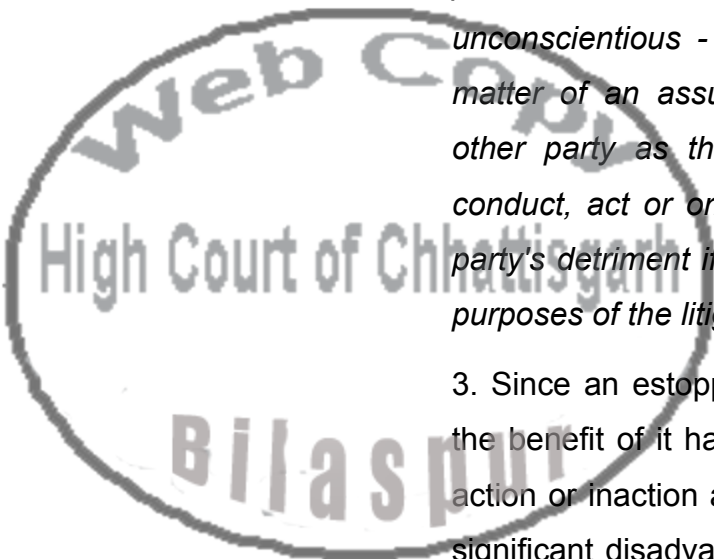 unconscientious -
matter of an assu
other party as th
conduct, act or or
party's detriment i
purposes of the liti
3. Since an estopp
the benefit of it ha
action or inaction a
significant disadva
Web Copy
High Court of Chhattisgarh
Bilaspur